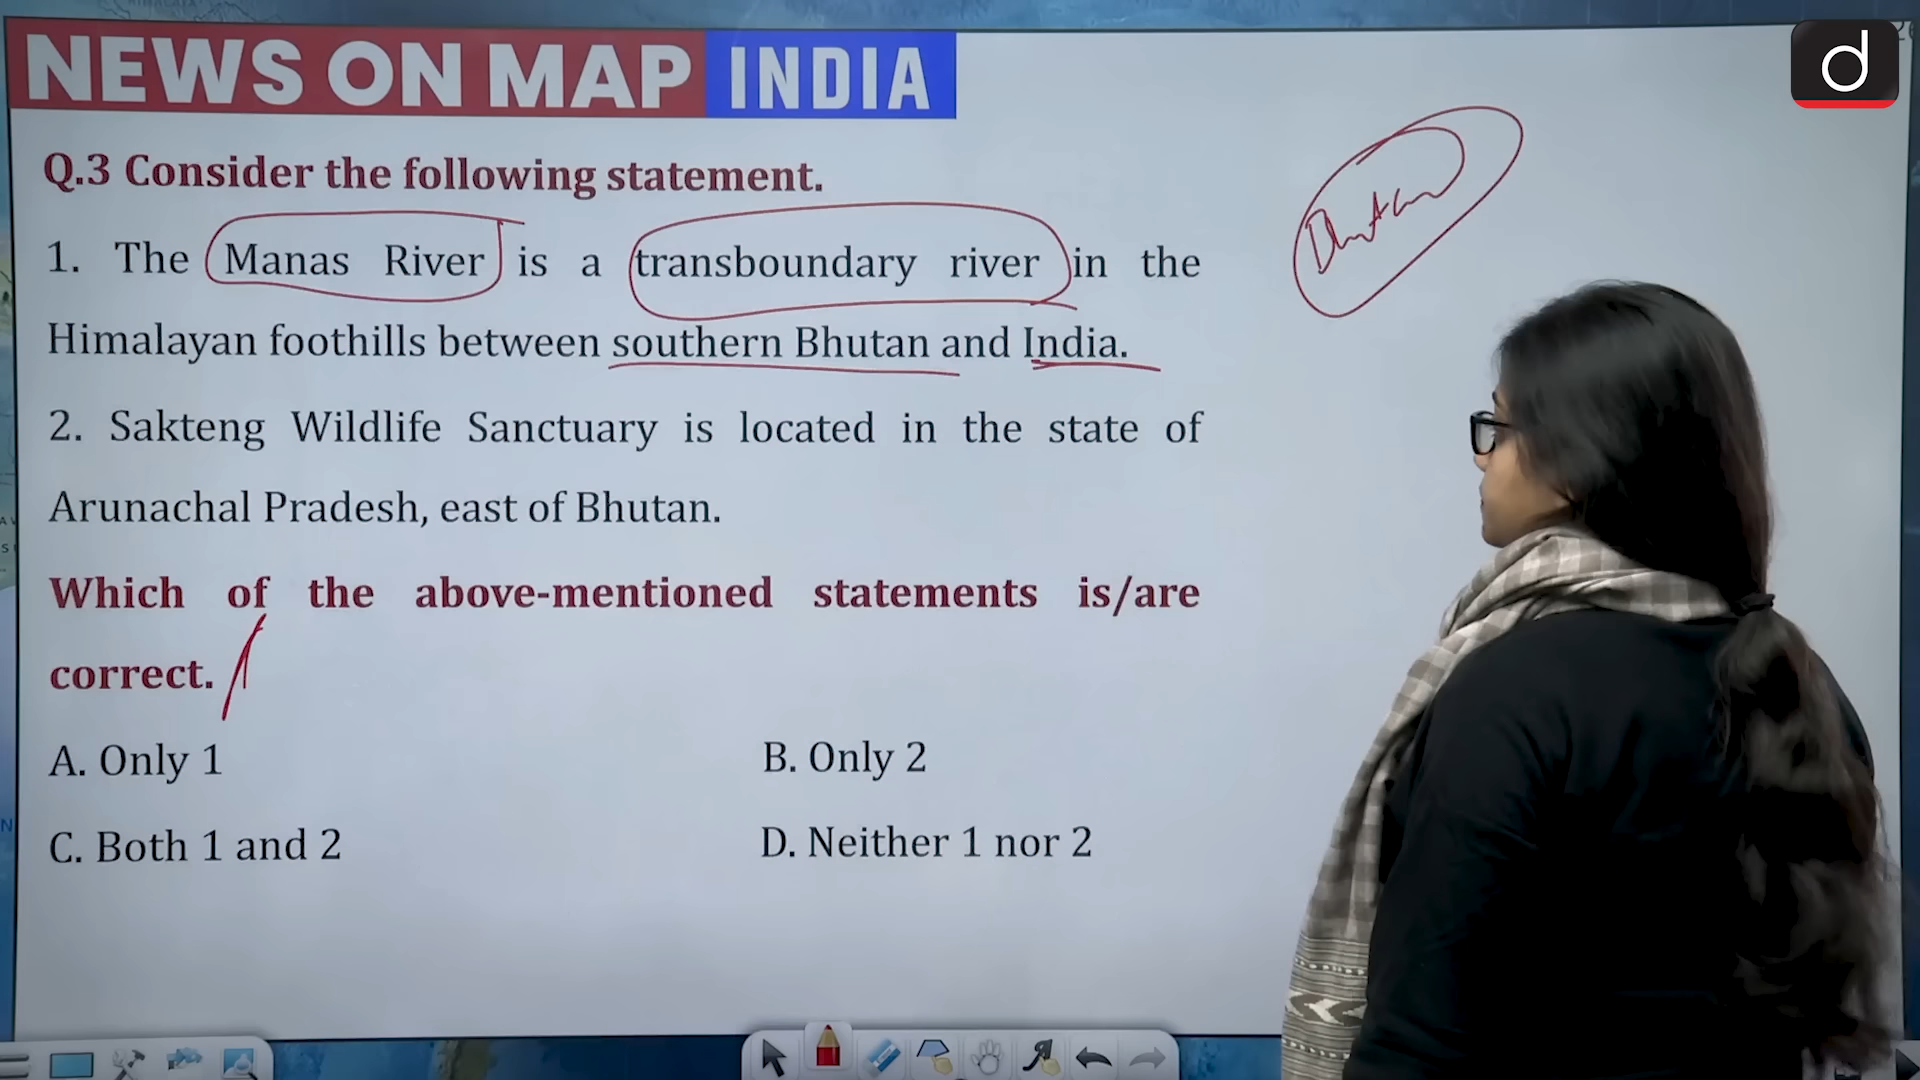 NEWS ON MAP INDIA
Q.3 Consider the following statement.
1. The Manas River is a transboundary river in the
Himalayan foothills between southern Bhutan and India.
2. Sakteng Wildlife Sanctuary is located in the state of
Arunachal Pradesh, east of Bhutan.
Which of the above-mentioned statements is/are
correct.
A. Only 1
B. Only 2
C. Both 1 and 2
D. Neither 1 nor 2
Bhutan
d